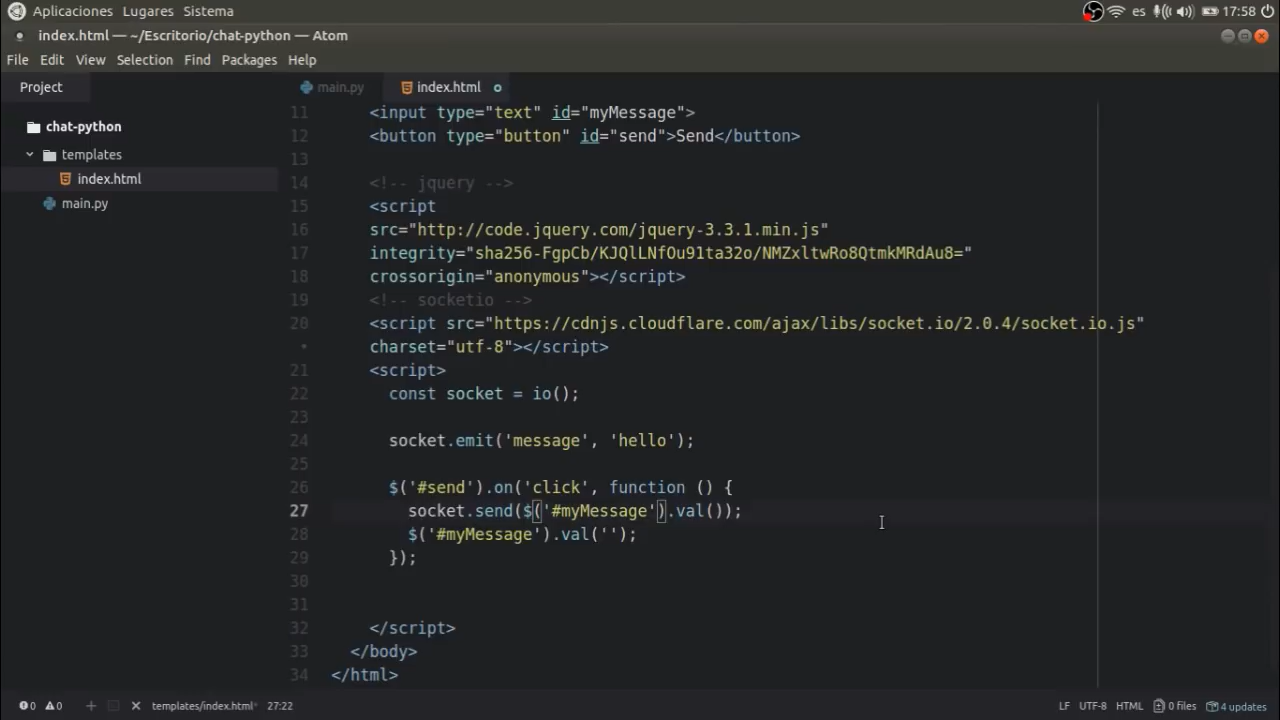 Aplicaciones Lugares Sistema es 17:58
index.html — ~/Escritorio/chat-python — Atom
File Edit View Selection Find Packages Help
Project main.py index.html
chat-python
templates
index.html
main.py
11 <input type="text" id="myMessage">
12 <button type="button" id="send">Send</button>
13
14 <!-- jquery -->
15 <script
16 src="http://code.jquery.com/jquery-3.3.1.min.js"
17 integrity="sha256-FgpCb/KJQlLNfOu91ta32o/NMZxltwRo8QtmkMRdAu8="
18 crossorigin="anonymous"></script>
19 <!-- socketio -->
20 <script src="https://cdnjs.cloudflare.com/ajax/libs/socket.io/2.0.4/socket.io.js"
• charset="utf-8"></script>
21 <script>
22 const socket = io();
23
24 socket.emit('message', 'hello');
25
26 $('#send').on('click', function () {
27 socket.send($('#myMessage').val());
28 $('#myMessage').val('');
29 });
30
31
32 </script>
33 </body>
34 </html>
0 0 templates/index.html 27:22 LF UTF-8 HTML 0 files 4 updates